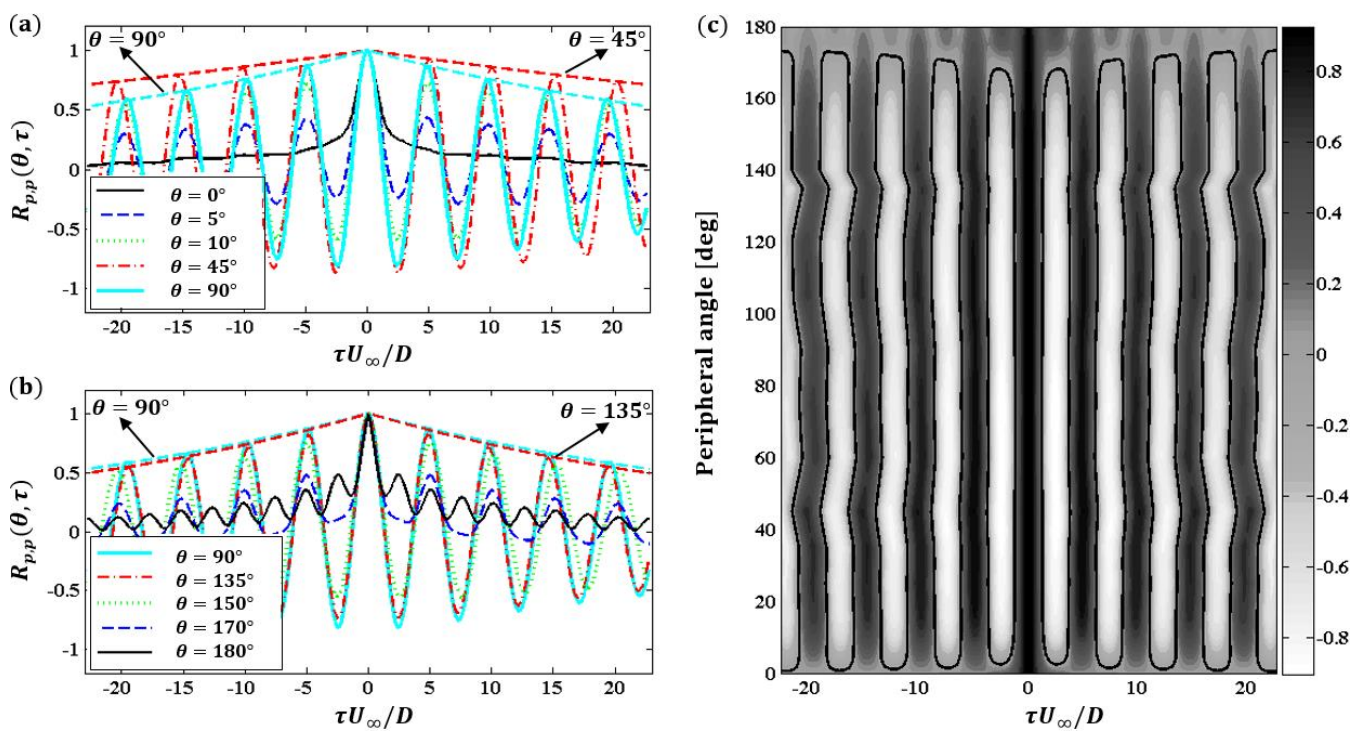 (a)
θ = 90°
θ = 45°
1
0.5
0
-0.5
-1
R_{p,p}(θ, τ)
θ = 0°
θ = 5°
θ = 10°
θ = 45°
θ = 90°
-20 -15 -10 -5 0 5 10 15 20
τU_∞/D
(b)
θ = 90°
θ = 135°
1
0.5
0
-0.5
-1
R_{p,p}(θ, τ)
θ = 90°
θ = 135°
θ = 150°
θ = 170°
θ = 180°
-20 -15 -10 -5 0 5 10 15 20
τU_∞/D
(c)
180
160
140
120
100
80
60
40
20
0
Peripheral angle [deg]
-20 -10 0 10 20
τU_∞/D
0.8
0.6
0.4
0.2
0
-0.2
-0.4
-0.6
-0.8